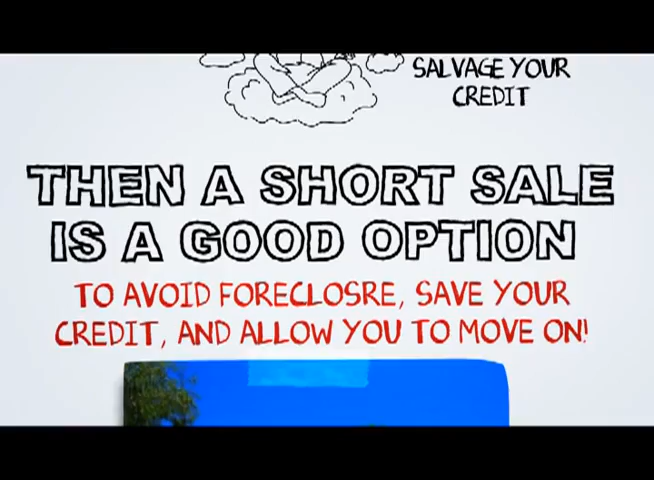 SALVAGE YOUR
CREDIT
THEN A SHORT SALE
IS A GOOD OPTION
TO AVOID FORECLOSRE, SAVE YOUR
CREDIT, AND ALLOW YOU TO MOVE ON!